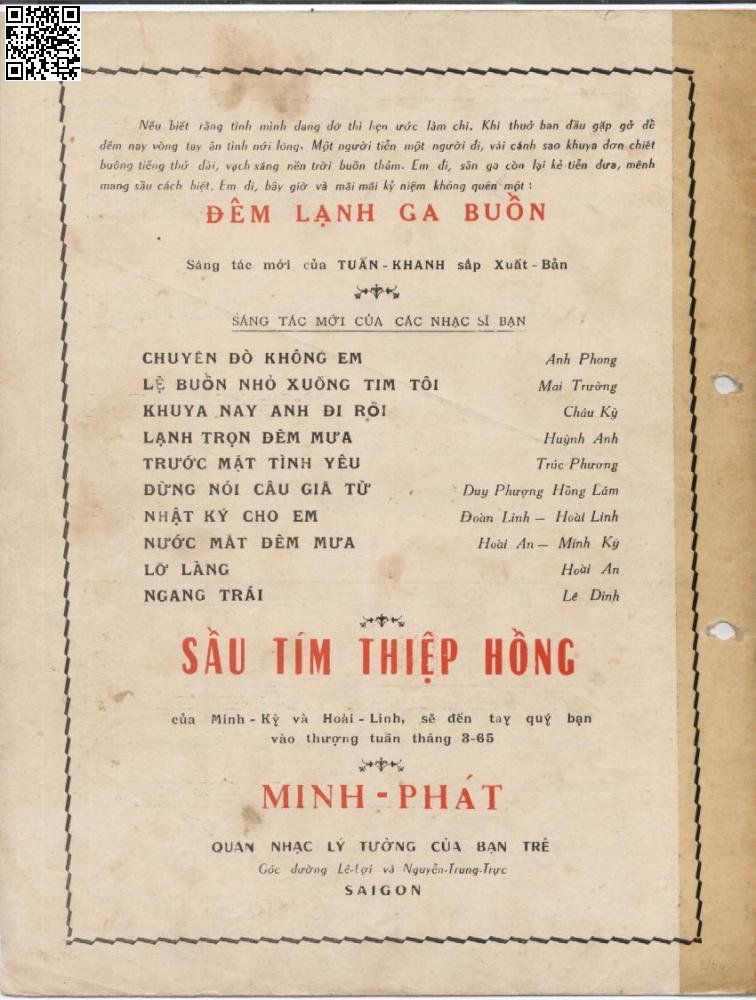 Nếu biết rằng tình mình dang dở thì hẹn ước làm chi. Khi thuở ban đầu gặp gỡ để
đêm nay vòng tay ân tình nới lỏng. Một người tiễn một người đi, vài cánh sao khuya đơn chiêt
buông tiếng thở dài, vạch sáng nền trời buồn thảm. Em đi, sân ga còn lại kẻ tiễn đưa, mênh
mang sầu cách biệt. Em đi, bây giờ và mãi mãi kỷ niệm không quên một :
ĐÊM LẠNH GA BUỒN
Sáng tác mới của TUẤN - KHANH sắp Xuất - Bản
SÁNG TÁC MỚI CỦA CÁC NHẠC SĨ BẠN
CHUYẾN ĐÒ KHÔNG EM Anh Phong
LỆ BUỒN NHỎ XUỐNG TIM TÔI Mai Trường
KHUYA NAY ANH ĐI RỒI Châu Kỳ
LẠNH TRỌN ĐÊM MƯA Huỳnh Anh
TRƯỚC MẶT TÌNH YÊU Trúc Phương
ĐỪNG NÓI CÂU GIÃ TỪ Duy Phượng Hồng Lâm
NHẬT KÝ CHO EM Đoàn Linh — Hoài Linh
NƯỚC MẮT ĐÊM MƯA Hoài An — Minh Kỳ
LỠ LÀNG Hoài An
NGANG TRÁI Lê Dinh
SẦU TÍM THIỆP HỒNG
của Minh - Kỳ và Hoài - Linh, sẽ đến tay quý bạn
vào thượng tuần tháng 3-65
MINH - PHÁT
QUÁN NHẠC LÝ TƯỞNG CỦA BẠN TRẺ
Góc đường Lê-Lợi và Nguyễn-Trung-Trực
SAIGON